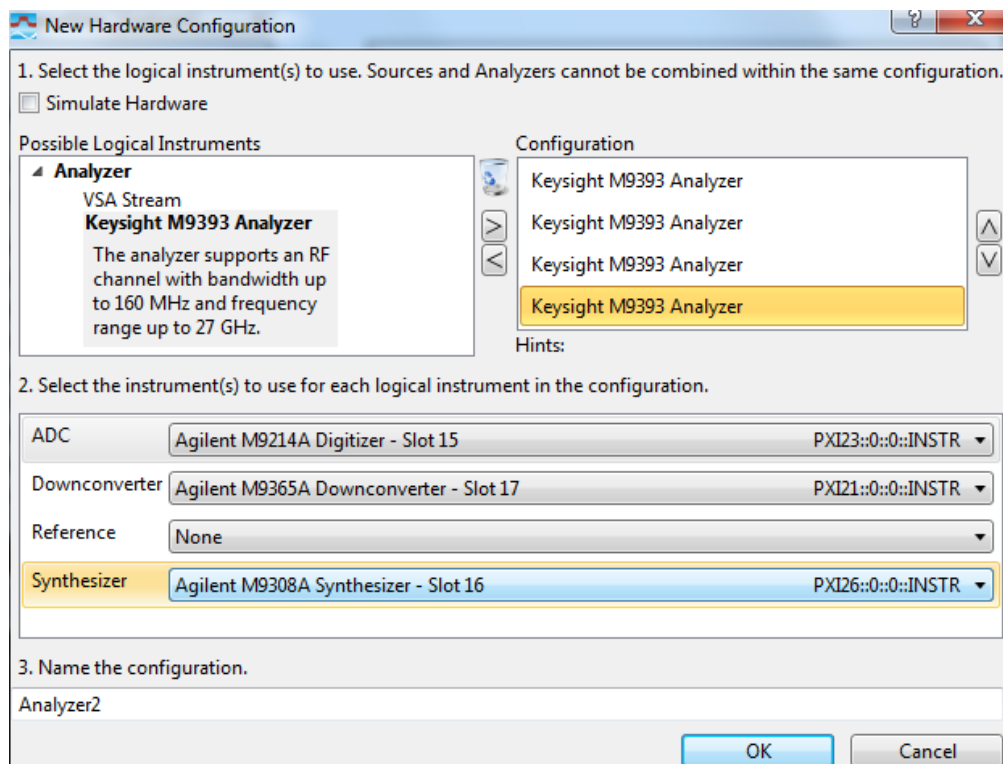 New Hardware Configuration
?
X
1. Select the logical instrument(s) to use. Sources and Analyzers cannot be combined within the same configuration.
Simulate Hardware
Possible Logical Instruments
Analyzer
VSA Stream
Keysight M9393 Analyzer
The analyzer supports an RF
channel with bandwidth up
to 160 MHz and frequency
range up to 27 GHz.
>
<
Configuration
Keysight M9393 Analyzer
Keysight M9393 Analyzer
Keysight M9393 Analyzer
Keysight M9393 Analyzer
Hints:
2. Select the instrument(s) to use for each logical instrument in the configuration.
ADC Agilent M9214A Digitizer - Slot 15 PXI23::0::0::INSTR
Downconverter Agilent M9365A Downconverter - Slot 17 PXI21::0::0::INSTR
Reference None
Synthesizer Agilent M9308A Synthesizer - Slot 16 PXI26::0::0::INSTR
3. Name the configuration.
Analyzer2
OK Cancel